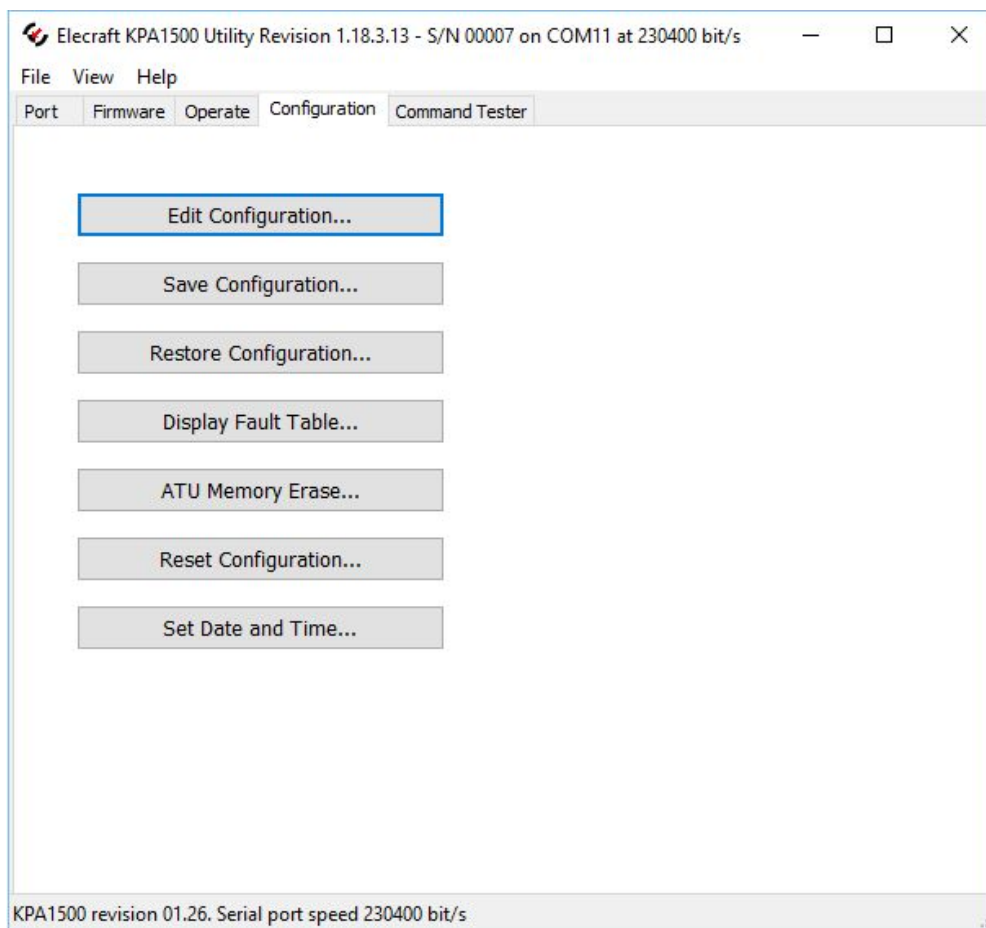 Elecraft KPA1500 Utility Revision 1.18.3.13 - S/N 00007 on COM11 at 230400 bit/s
File View Help
Port Firmware Operate Configuration Command Tester
Edit Configuration...
Save Configuration...
Restore Configuration...
Display Fault Table...
ATU Memory Erase...
Reset Configuration...
Set Date and Time...
KPA1500 revision 01.26. Serial port speed 230400 bit/s